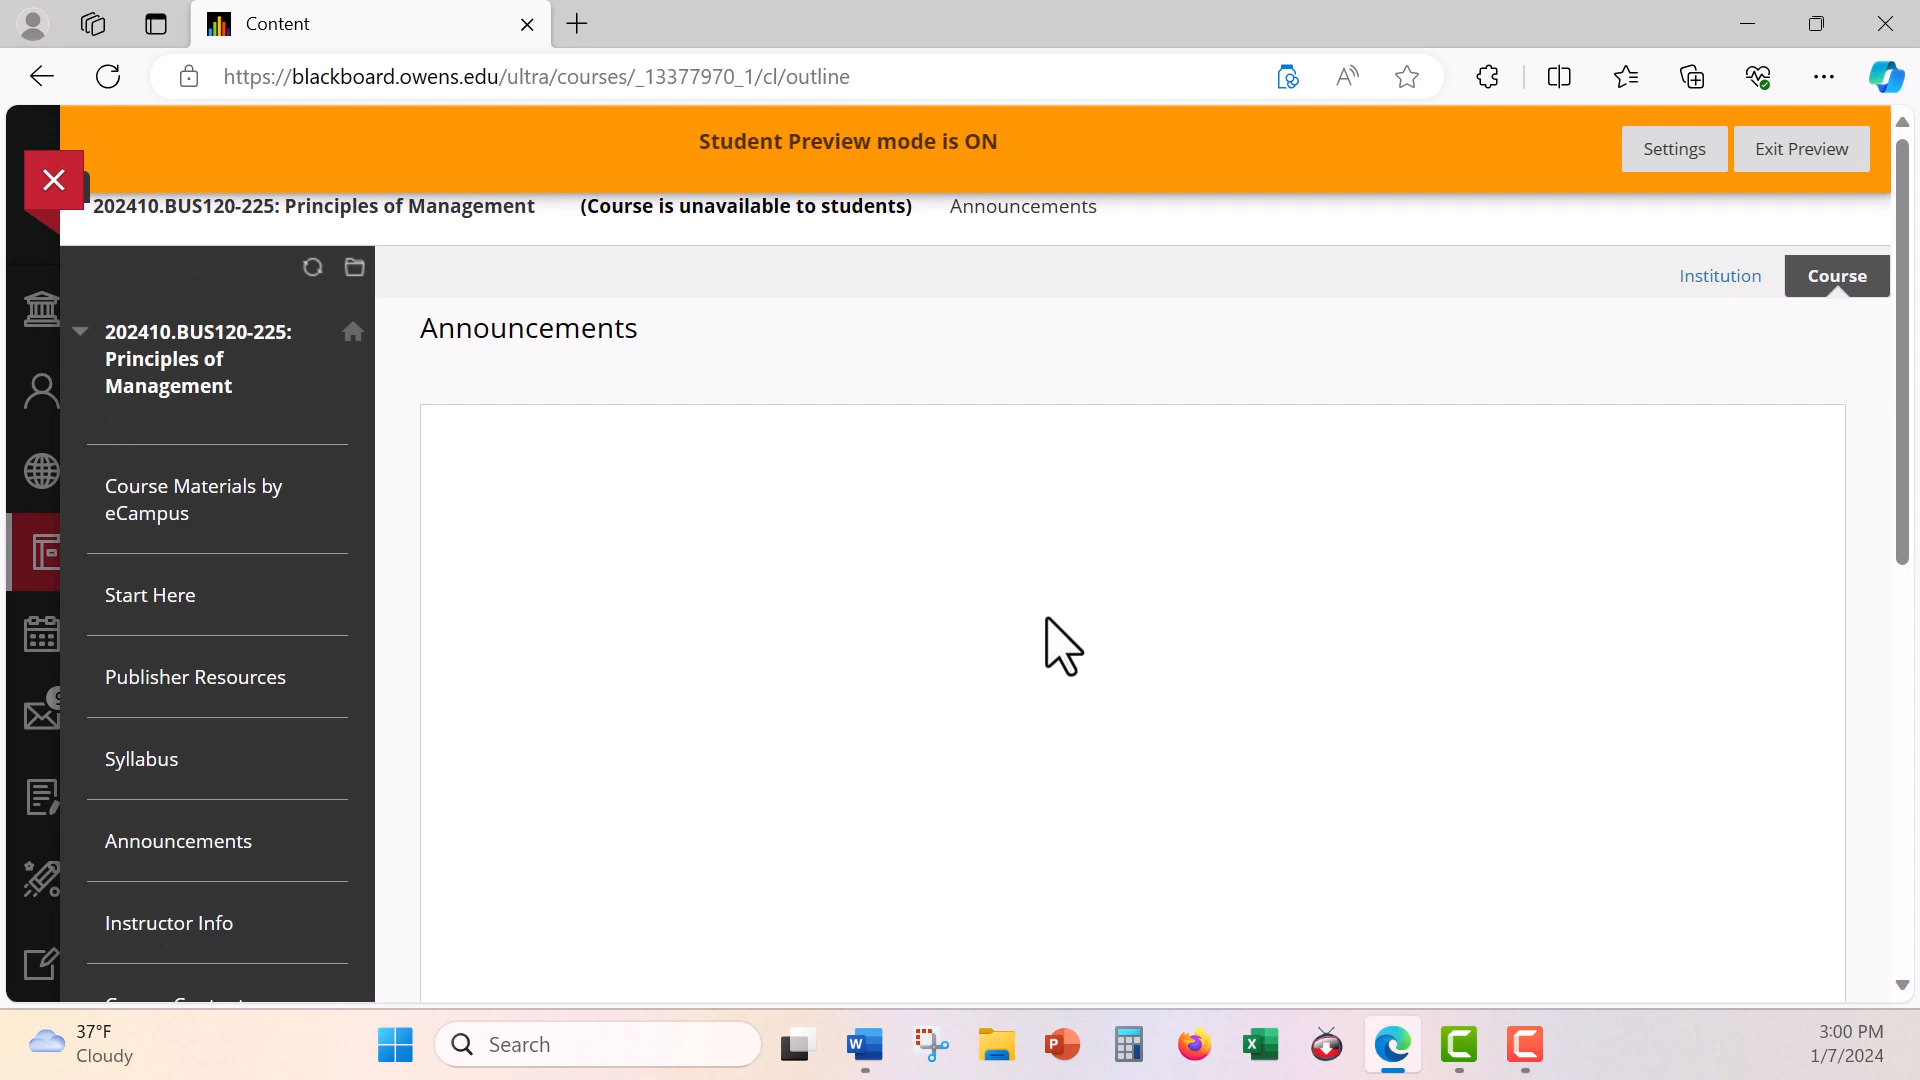 Content
https://blackboard.owens.edu/ultra/courses/_13377970_1/cl/outline
Student Preview mode is ON
Settings
Exit Preview
202410.BUS120-225: Principles of Management (Course is unavailable to students) Announcements
Institution
Course
202410.BUS120-225:
Principles of
Management
Announcements
Course Materials by
eCampus
Start Here
Publisher Resources
Syllabus
Announcements
Instructor Info
37°F
Cloudy
Search
3:00 PM
1/7/2024